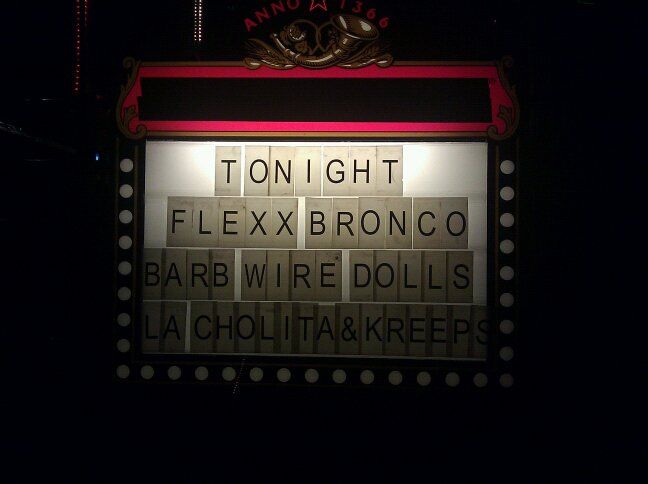 ANNO 1366
TONIGHT
FLEXX BRONCO
BARB WIRE DOLLS
LA CHOLITA & KREEPS